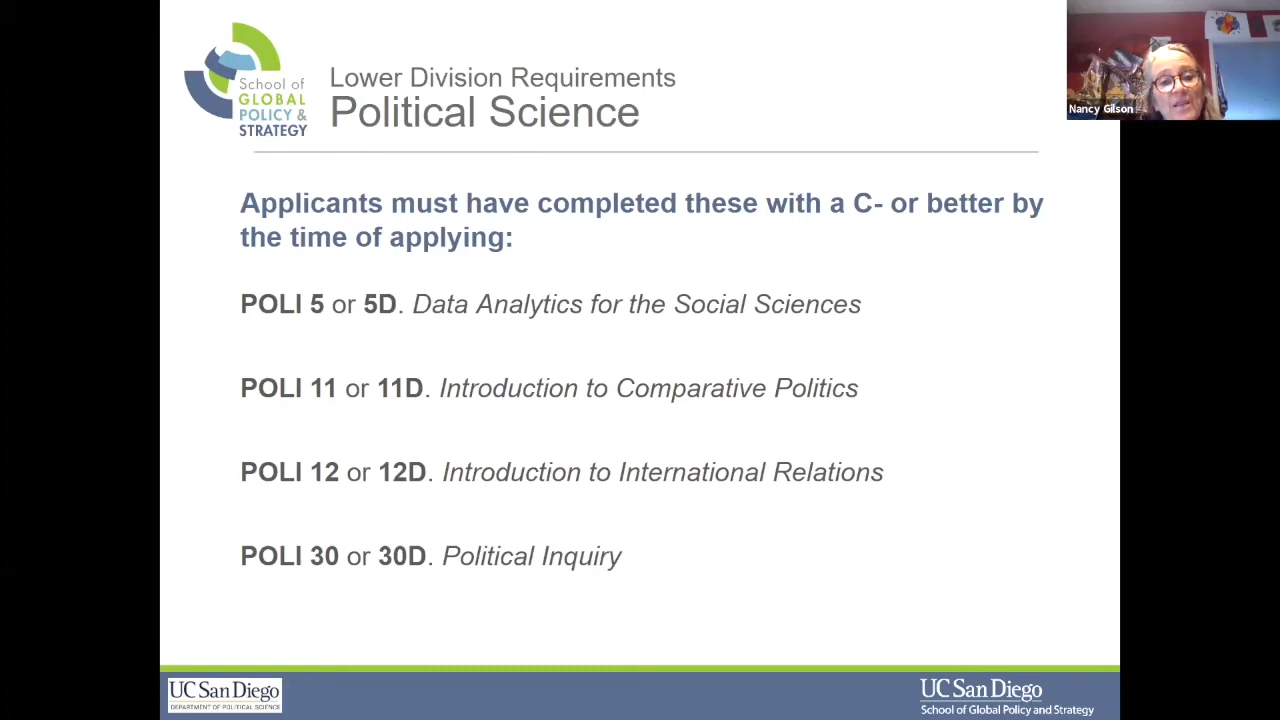 School of
GLOBAL
POLICY &
STRATEGY
Lower Division Requirements
Political Science
Nancy Gilson
Applicants must have completed these with a C- or better by
the time of applying:
POLI 5 or 5D. Data Analytics for the Social Sciences
POLI 11 or 11D. Introduction to Comparative Politics
POLI 12 or 12D. Introduction to International Relations
POLI 30 or 30D. Political Inquiry
UC San Diego
DEPARTMENT OF POLITICAL SCIENCE
UC San Diego
School of Global Policy and Strategy